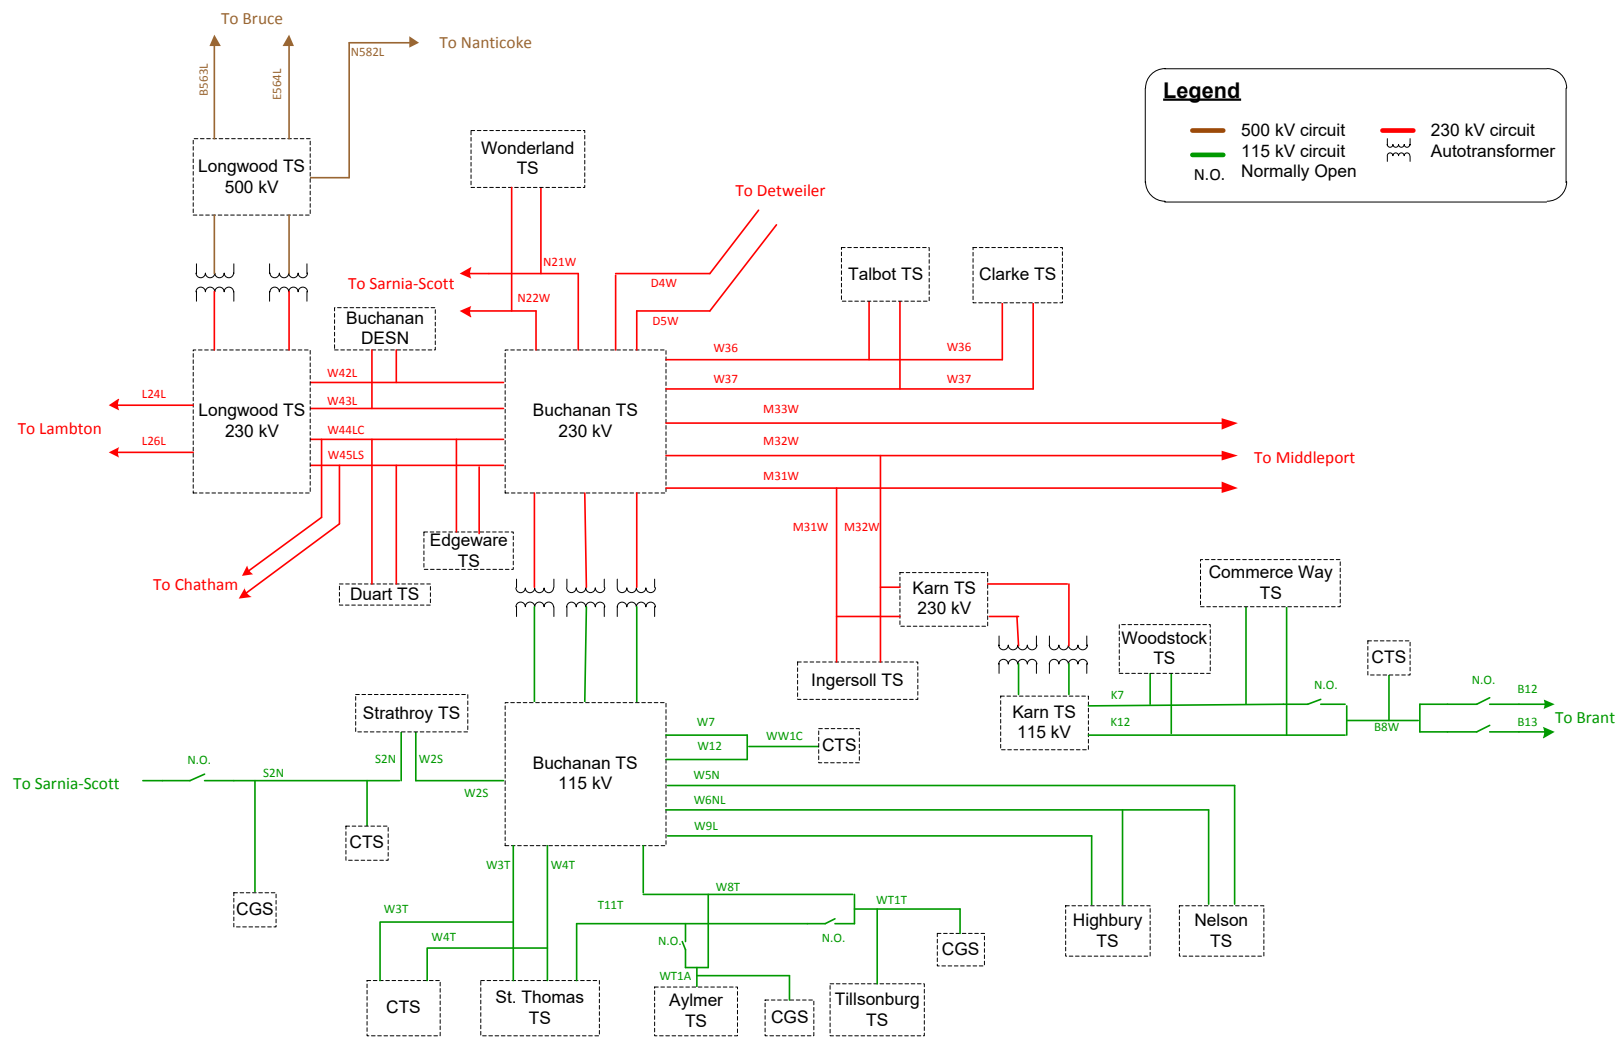 To Bruce
To Nanticoke
N582L
B563L
E564L
Legend
500 kV circuit
230 kV circuit
115 kV circuit
Autotransformer
N.O.
Normally Open
Longwood TS
500 kV
Wonderland
TS
To Detweiler
To Sarnia-Scott
N21W
N22W
D4W
D5W
Talbot TS
Clarke TS
Buchanan
DESN
W36
W36
W37
W37
W42L
W43L
W44LC
W45LS
L24L
L26L
To Lambton
Longwood TS
230 kV
Buchanan TS
230 kV
M33W
M32W
M31W
To Middleport
M31W
M32W
To Chatham
Edgeware
TS
Duart TS
Karn TS
230 kV
Commerce Way
TS
Woodstock
TS
Ingersoll TS
CTS
K7
K12
N.O.
N.O.
B12
B13
B8W
To Brant
Karn TS
115 kV
Strathroy TS
W7
W12
WW1C
CTS
Buchanan TS
115 kV
To Sarnia-Scott
N.O.
S2N
S2N
W2S
W2S
W5N
W6NL
W9L
CTS
CGS
W3T
W4T
W3T
W4T
T11T
W8T
WT1T
N.O.
N.O.
WT1A
CTS
St. Thomas
TS
Aylmer
TS
CGS
Tillsonburg
TS
CGS
Highbury
TS
Nelson
TS